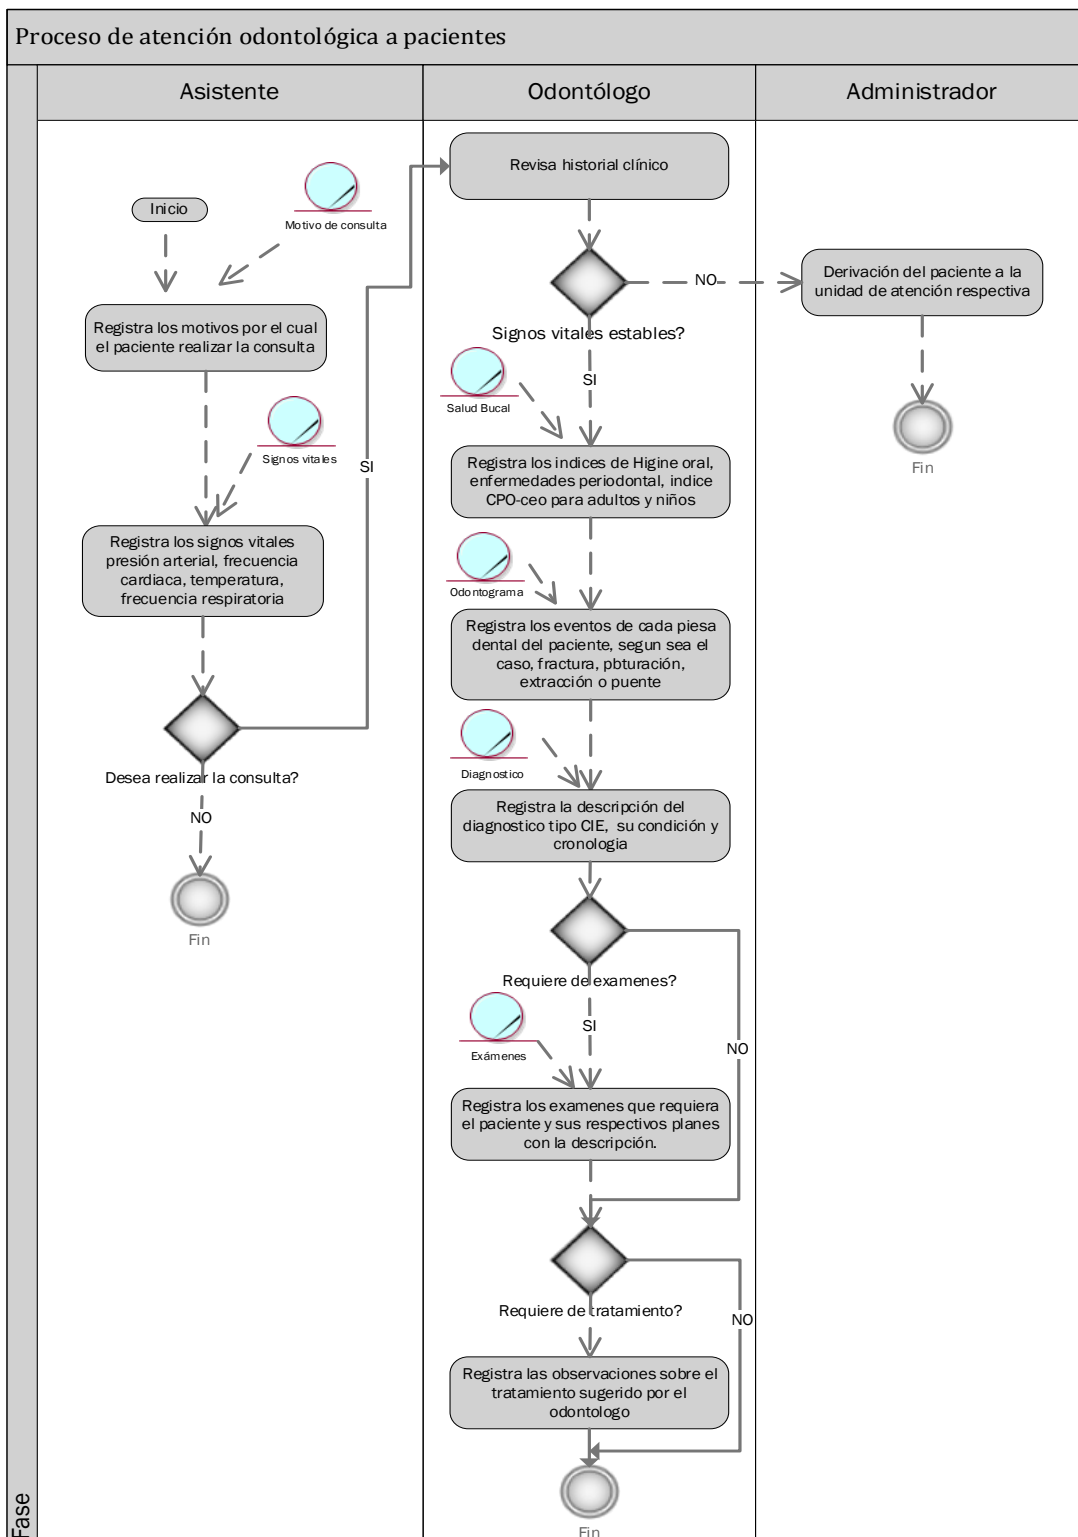 Proceso de atención odontológica a pacientes
Asistente
Odontólogo
Administrador
Inicio
Motivo de consulta
Registra los motivos por el cual
el paciente realizar la consulta
Signos vitales
Registra los signos vitales
presión arterial, frecuencia
cardiaca, temperatura,
frecuencia respiratoria
SI
Desea realizar la consulta?
NO
Fin
Revisa historial clínico
Signos vitales estables?
NO
SI
Derivación del paciente a la
unidad de atención respectiva
Fin
Salud Bucal
Registra los indices de Higine oral,
enfermedades periodontal, indice
CPO-ceo para adultos y niños
Odontograma
Registra los eventos de cada piesa
dental del paciente, segun sea el
caso, fractura, pbturación,
extracción o puente
Diagnostico
Registra la descripción del
diagnostico tipo CIE, su condición y
cronologia
Requiere de examenes?
SI
NO
Exámenes
Registra los examenes que requiera
el paciente y sus respectivos planes
con la descripción.
Requiere de tratamiento?
NO
Registra las observaciones sobre el
tratamiento sugerido por el
odontologo
Fin
Fase